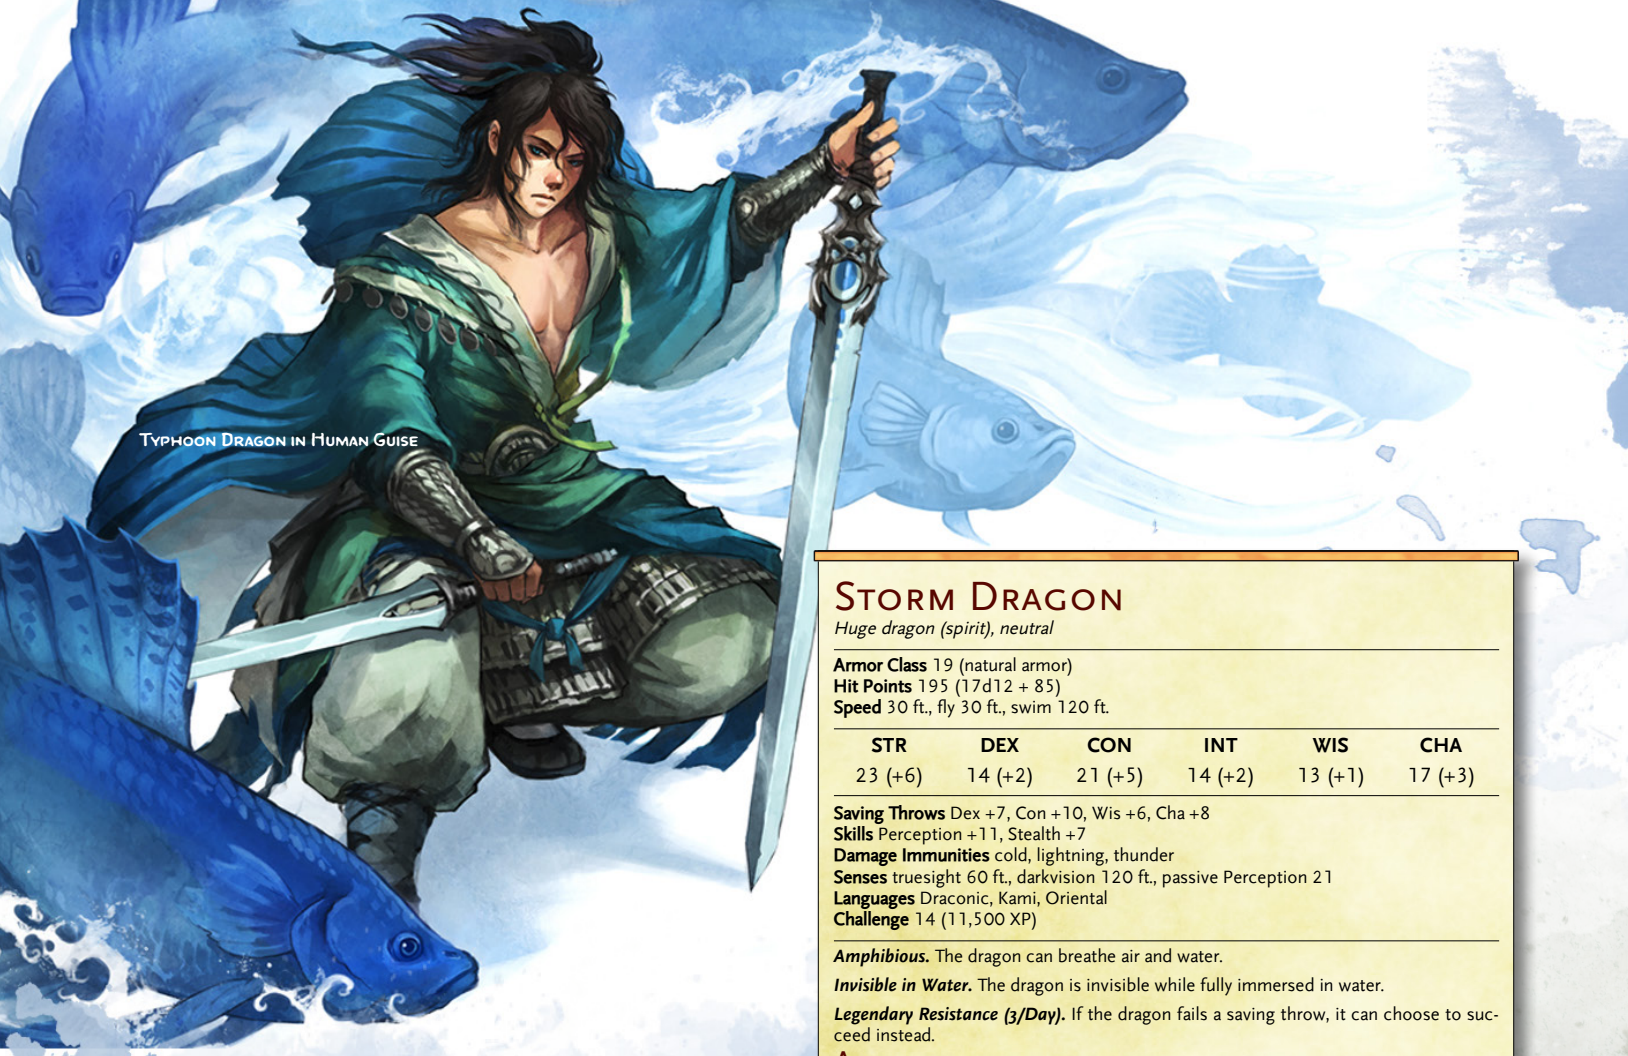 Typhoon Dragon in Human Guise
Storm Dragon
Huge dragon (spirit), neutral
Armor Class 19 (natural armor)
Hit Points 195 (17d12 + 85)
Speed 30 ft., fly 30 ft., swim 120 ft.
STR DEX CON INT WIS CHA
23 (+6) 14 (+2) 21 (+5) 14 (+2) 13 (+1) 17 (+3)
Saving Throws Dex +7, Con +10, Wis +6, Cha +8
Skills Perception +11, Stealth +7
Damage Immunities cold, lightning, thunder
Senses truesight 60 ft., darkvision 120 ft., passive Perception 21
Languages Draconic, Kami, Oriental
Challenge 14 (11,500 XP)
Amphibious. The dragon can breathe air and water.
Invisible in Water. The dragon is invisible while fully immersed in water.
Legendary Resistance (3/Day). If the dragon fails a saving throw, it can choose to suc-
ceed instead.